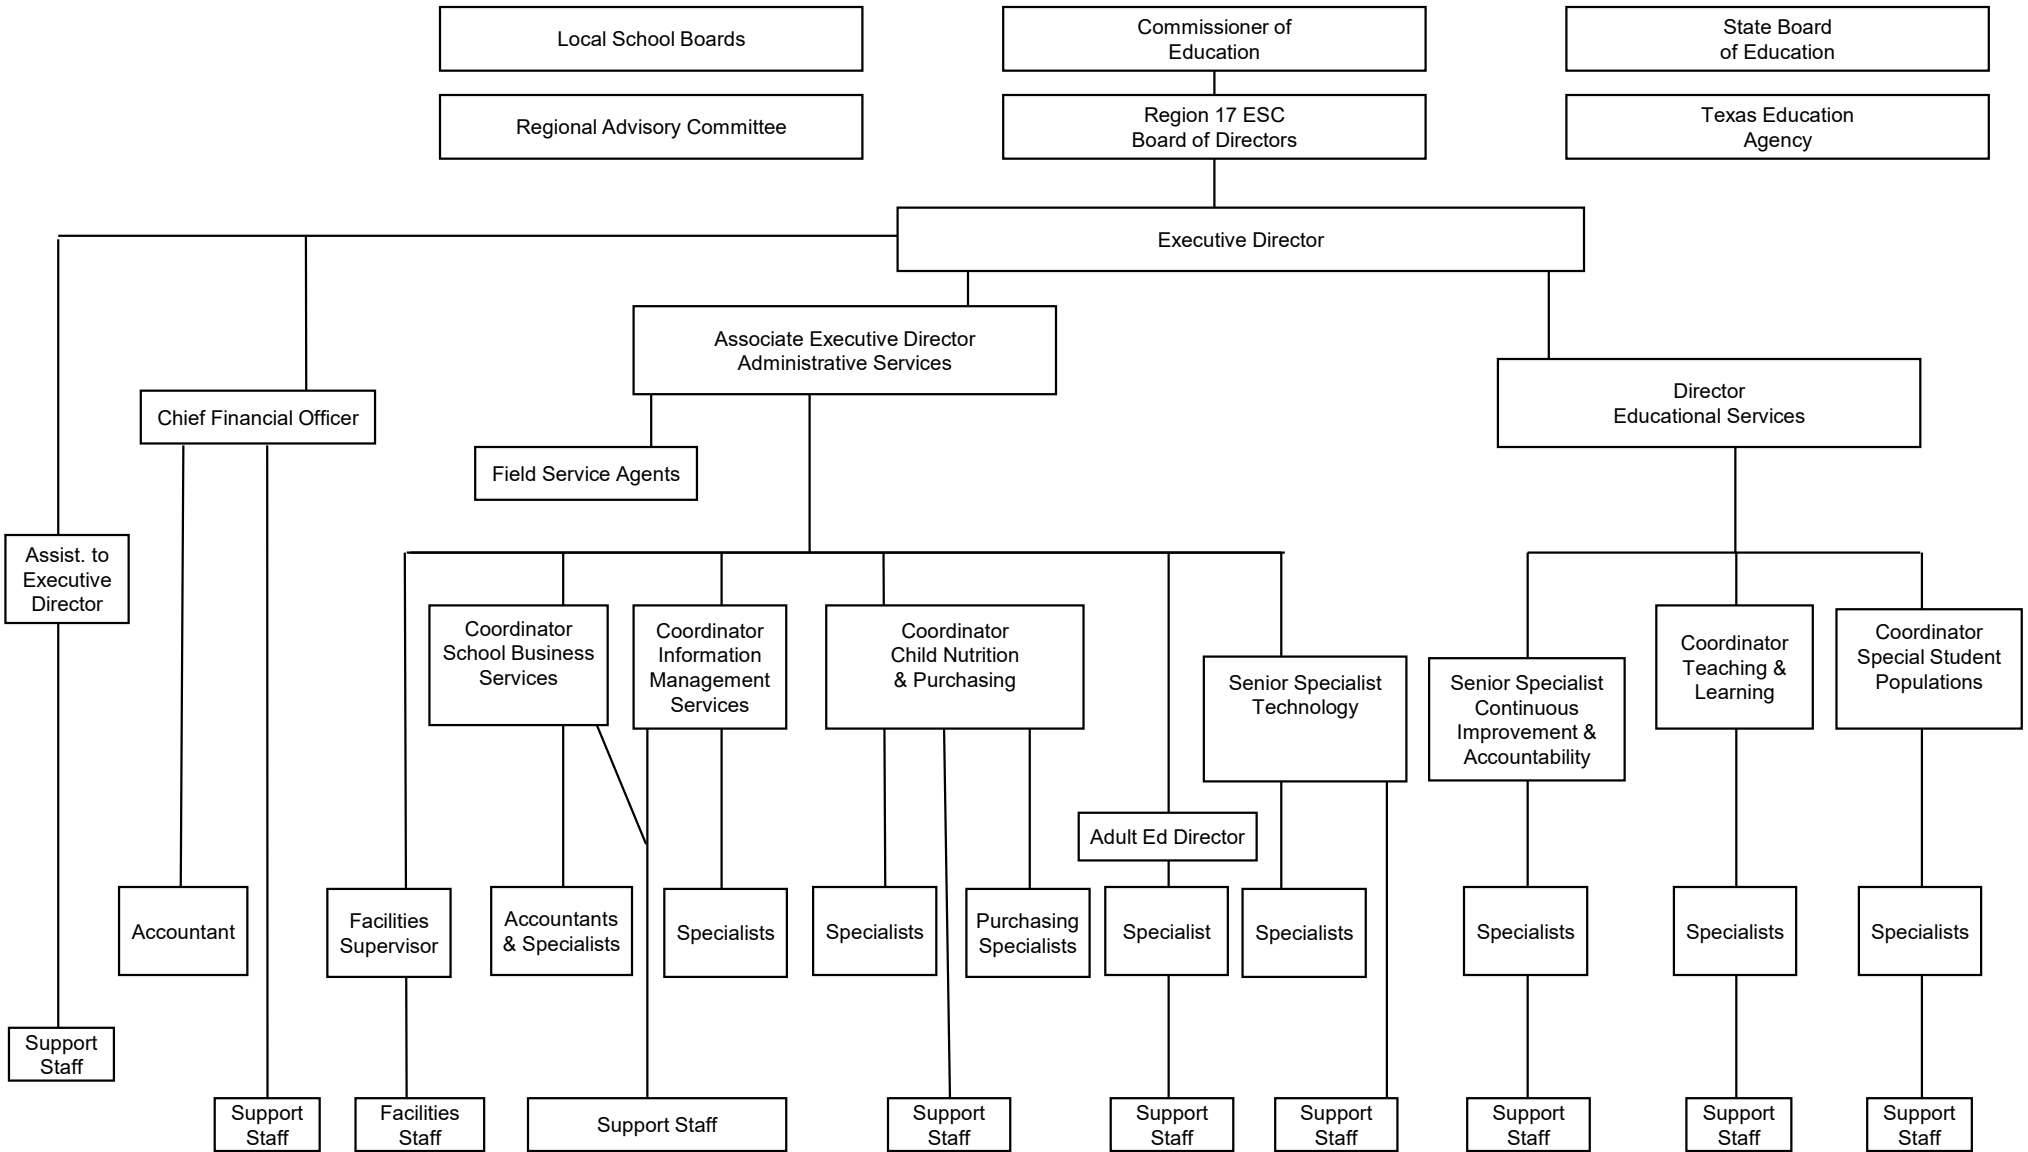 Local School Boards
Commissioner of
Education
State Board
of Education
Regional Advisory Committee
Region 17 ESC
Board of Directors
Texas Education
Agency
Executive Director
Associate Executive Director
Administrative Services
Director
Educational Services
Chief Financial Officer
Field Service Agents
Assist. to
Executive
Director
Coordinator
School Business
Services
Coordinator
Information
Management
Services
Coordinator
Child Nutrition
& Purchasing
Senior Specialist
Technology
Senior Specialist
Continuous
Improvement &
Accountability
Coordinator
Teaching &
Learning
Coordinator
Special Student
Populations
Adult Ed Director
Accountant
Facilities
Supervisor
Accountants
& Specialists
Specialists
Specialists
Purchasing
Specialists
Specialist
Specialists
Specialists
Specialists
Specialists
Support
Staff
Support
Staff
Facilities
Staff
Support Staff
Support
Staff
Support
Staff
Support
Staff
Support
Staff
Support
Staff
Support
Staff